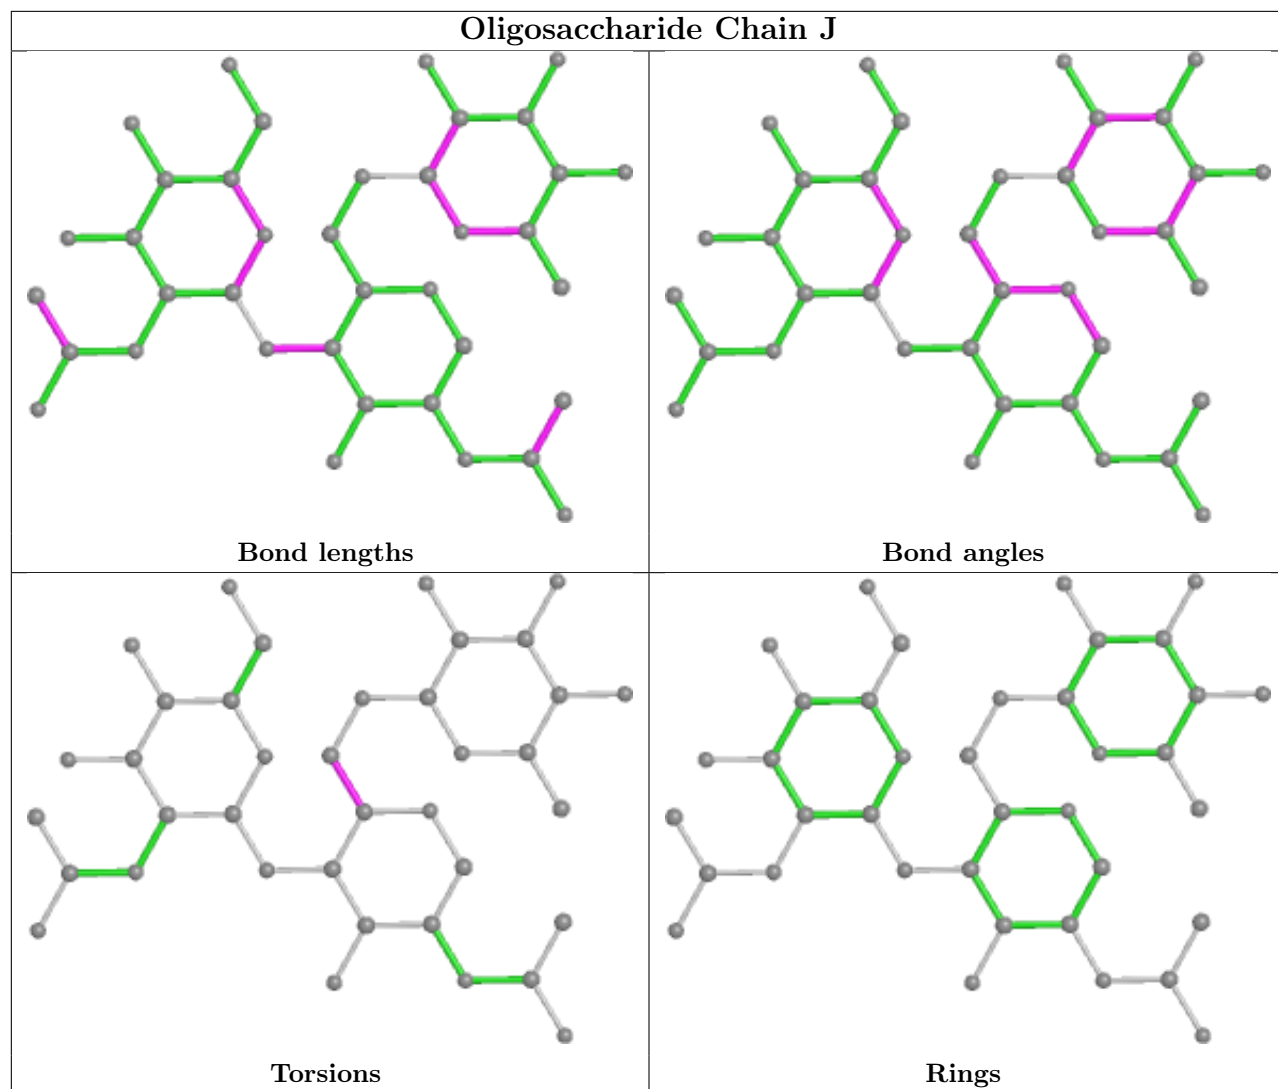 Oligosaccharide Chain J
Bond lengths
Bond angles
Torsions
Rings